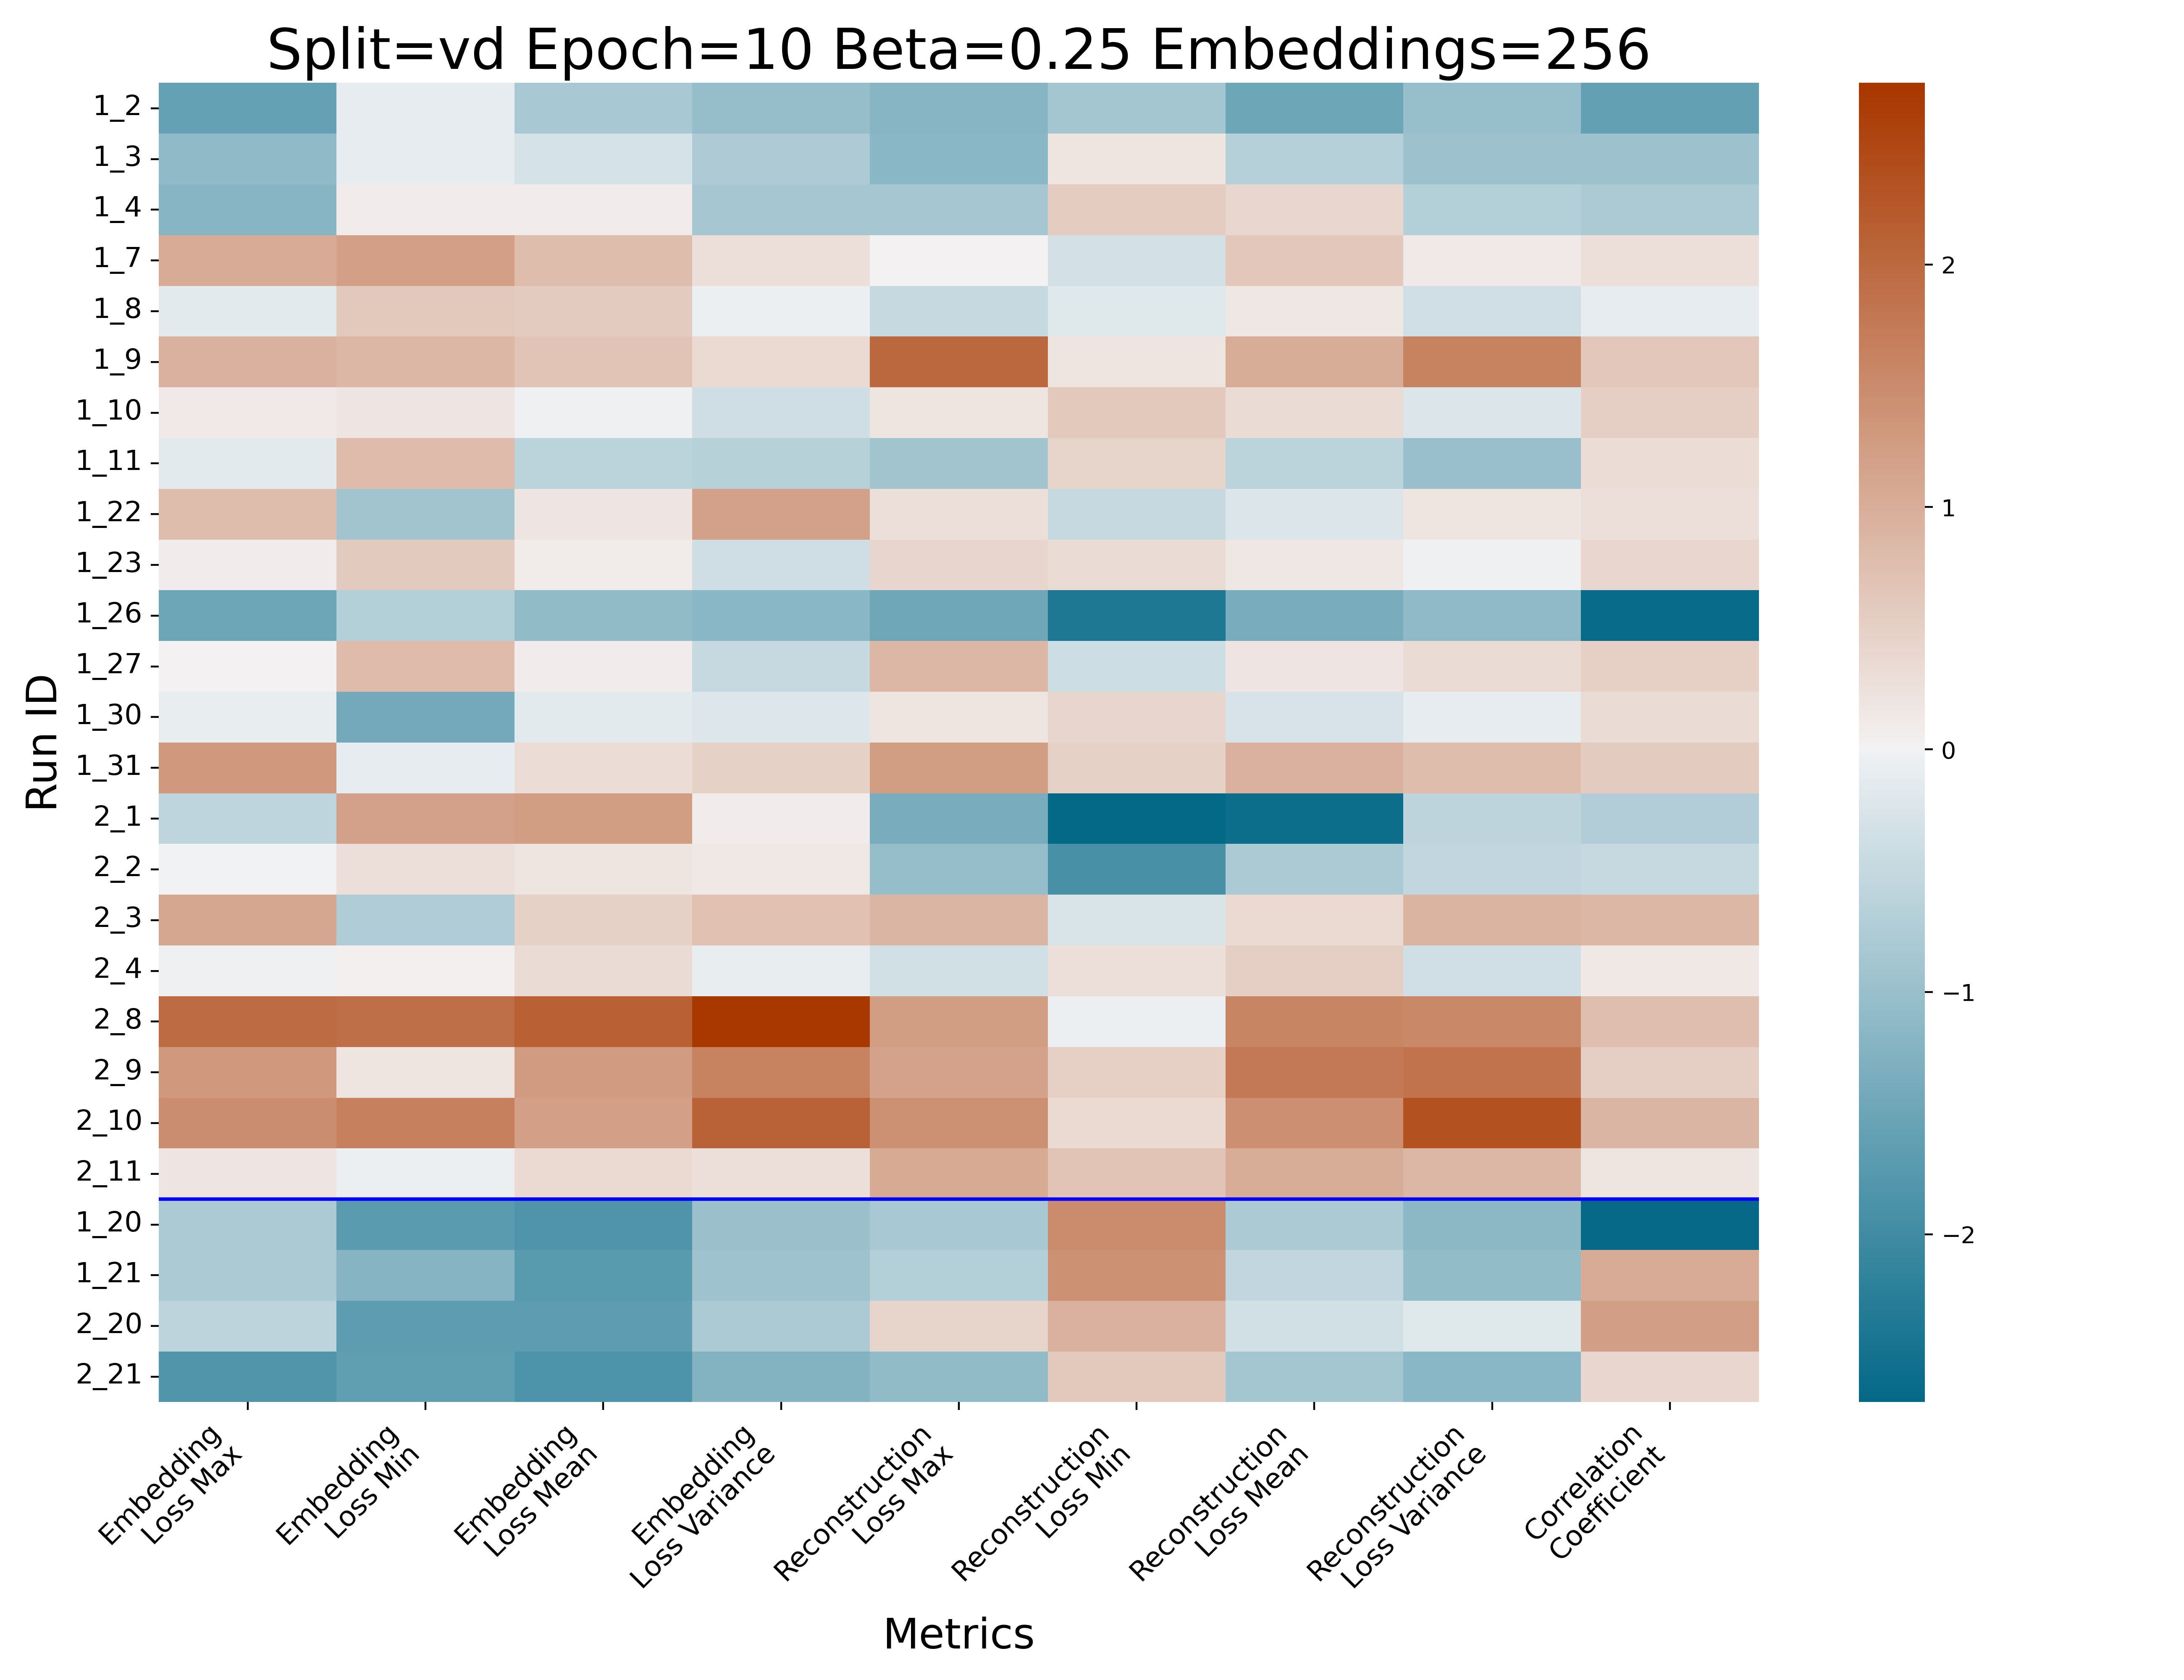 Split=vd Epoch=10 Beta=0.25 Embeddings=256
Run ID
1_2
1_3
1_4
1_7
1_8
1_9
1_10
1_11
1_22
1_23
1_26
1_27
1_30
1_31
2_1
2_2
2_3
2_4
2_8
2_9
2_10
2_11
1_20
1_21
2_20
2_21
Embedding
Loss Max
Embedding
Loss Min
Embedding
Loss Mean
Embedding
Loss Variance
Reconstruction
Loss Max
Reconstruction
Loss Min
Reconstruction
Loss Mean
Reconstruction
Loss Variance
Correlation
Coefficient
Metrics
2
1
0
−1
−2